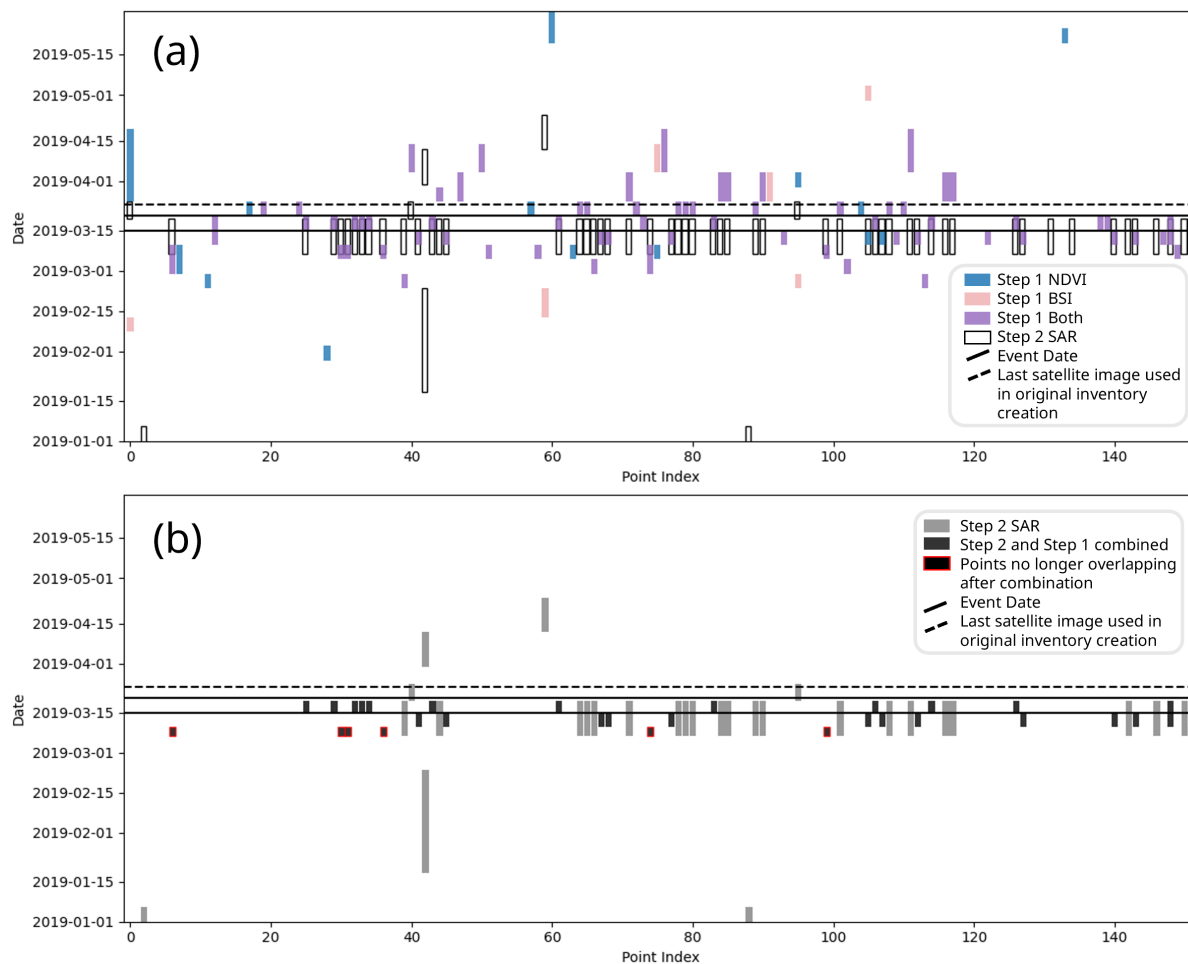 (a)
2019-05-15
2019-05-01
2019-04-15
2019-04-01
2019-03-15
2019-03-01
2019-02-15
2019-02-01
2019-01-15
2019-01-01
Date
0 20 40 60 80 100 120 140
Point Index
Step 1 NDVI
Step 1 BSI
Step 1 Both
Step 2 SAR
Event Date
Last satellite image used
in original inventory
creation
(b)
2019-05-15
2019-05-01
2019-04-15
2019-04-01
2019-03-15
2019-03-01
2019-02-15
2019-02-01
2019-01-15
2019-01-01
Date
0 20 40 60 80 100 120 140
Point Index
Step 2 SAR
Step 2 and Step 1 combined
Points no longer overlapping
after combination
Event Date
Last satellite image used in
original inventory creation